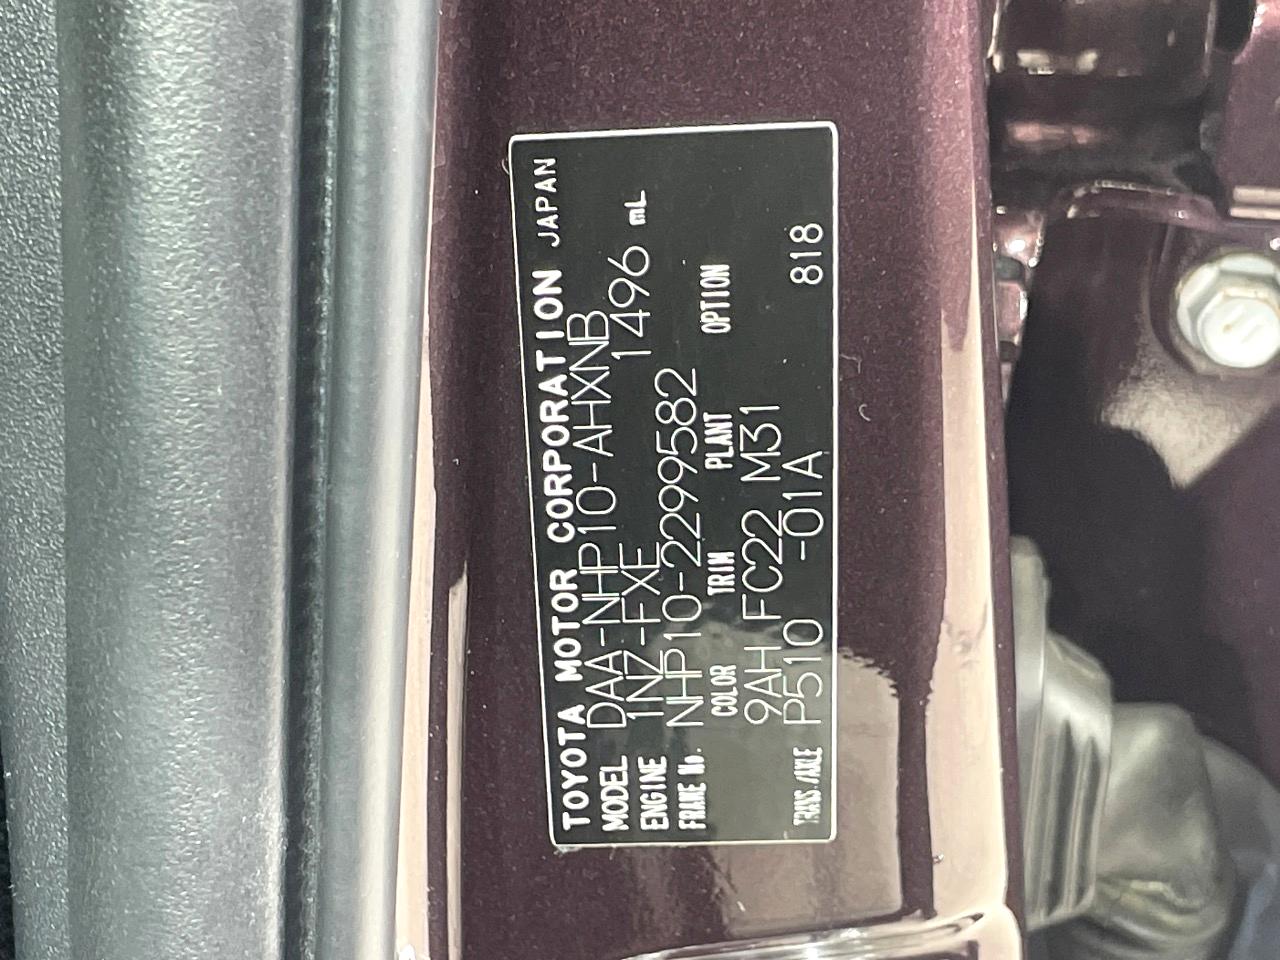 TOYOTA MOTOR CORPORATION JAPAN
MODEL DAA-NHP10-AHXNB
ENGINE 1NZ-FXE 1496 mL
FRAME No. NHP10-2299582
COLOR TRIM PLANT OPTION
9AH FC22 M31
TRANS./AXLE P510 -01A 818